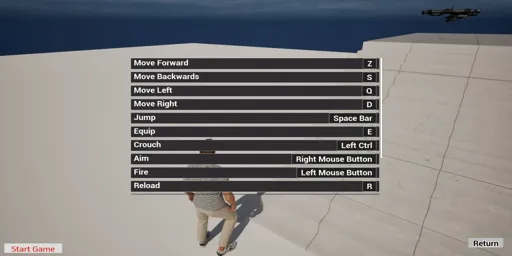 Move Forward Z
Move Backwards S
Move Left Q
Move Right D
Jump Space Bar
Equip E
Crouch Left Ctrl
Aim Right Mouse Button
Fire Left Mouse Button
Reload R
Start Game
Return